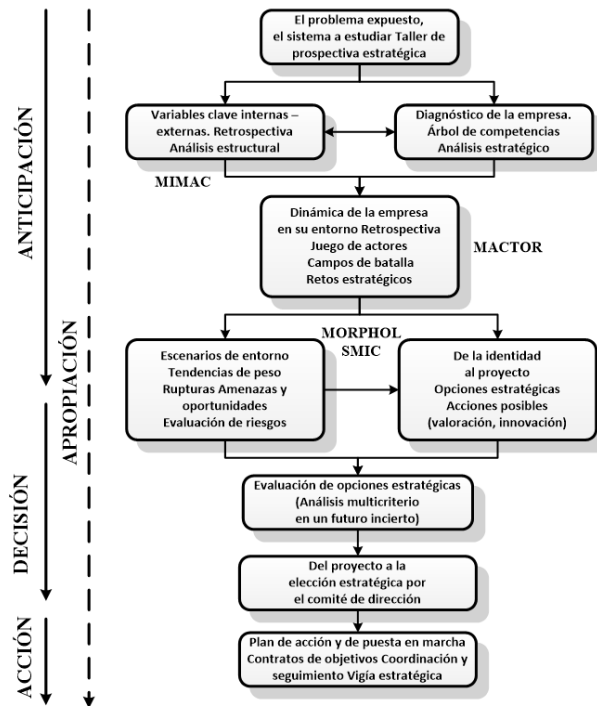 El problema expuesto,
el sistema a estudiar Taller de
prospectiva estratégica
Variables clave internas –
externas. Retrospectiva
Análisis estructural
Diagnóstico de la empresa.
Árbol de competencias
Análisis estratégico
MIMAC
Dinámica de la empresa
en su entorno Retrospectiva
Juego de actores
Campos de batalla
Retos estratégicos
MACTOR
MORPHOL
SMIC
Escenarios de entorno
Tendencias de peso
Rupturas Amenazas y
oportunidades
Evaluación de riesgos
De la identidad
al proyecto
Opciones estratégicas
Acciones posibles
(valoración, innovación)
Evaluación de opciones estratégicas
(Análisis multicriterio
en un futuro incierto)
Del proyecto a la
elección estratégica por
el comité de dirección
Plan de acción y de puesta en marcha
Contratos de objetivos Coordinación y
seguimiento Vigía estratégica
ANTICIPACIÓN
DECISIÓN
ACCIÓN
APROPIACIÓN